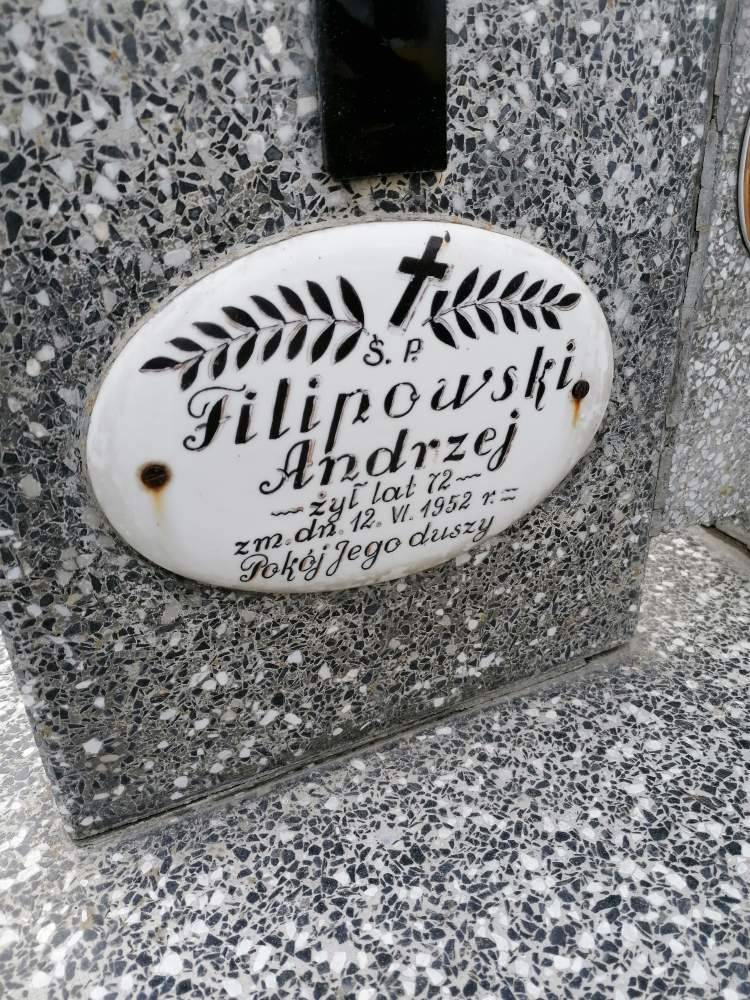 Ś. P.
Filipowski
Andrzej
~ żył lat 72 ~
zm. dn. 12. VI. 1952 r. =
Pokój Jego duszy